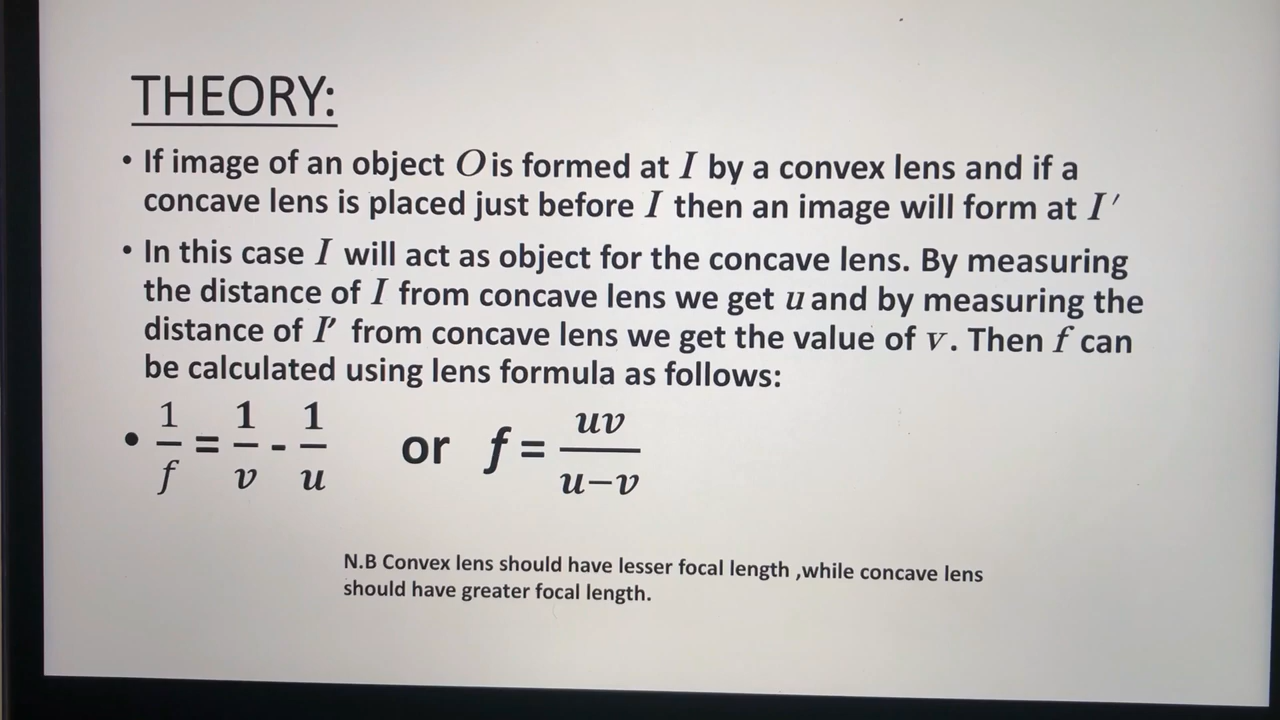 THEORY:
• If image of an object O is formed at I by a convex lens and if a
concave lens is placed just before I then an image will form at I′
• In this case I will act as object for the concave lens. By measuring
the distance of I from concave lens we get u and by measuring the
distance of I′ from concave lens we get the value of v. Then f can
be calculated using lens formula as follows:
• 1/f = 1/v - 1/u or f = uv/u−v
N.B Convex lens should have lesser focal length ,while concave lens
should have greater focal length.